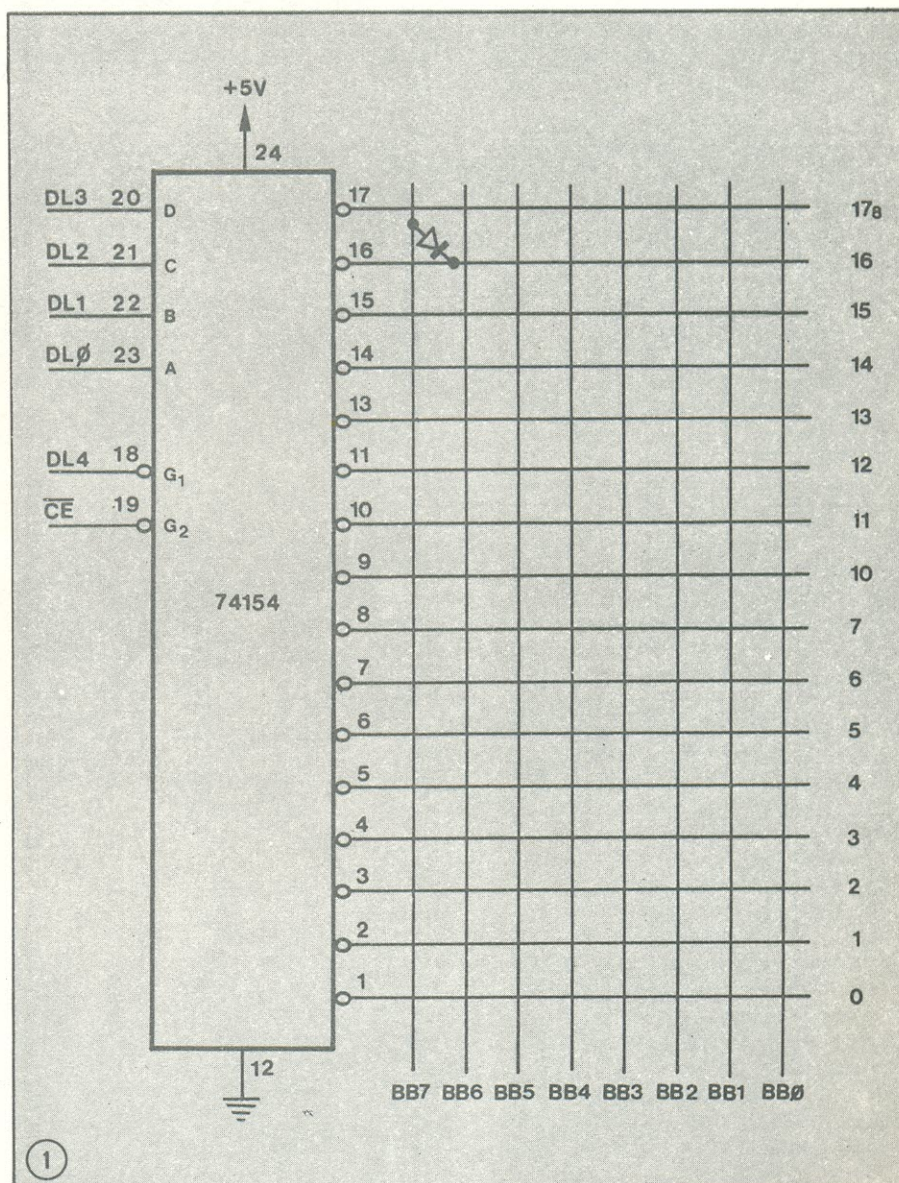 +5V
24
DL3 20 D 17 17₈
DL2 21 C 16 16
DL1 22 B 15 15
DLØ 23 A 14 14
13 13
DL4 18 G₁ 11 12
C̅E̅ 19 G₂ 10 11
9 10
74154 8 7
7 6
6 5
5 4
4 3
3 2
2 1
1 0
12
BB7 BB6 BB5 BB4 BB3 BB2 BB1 BBØ
1